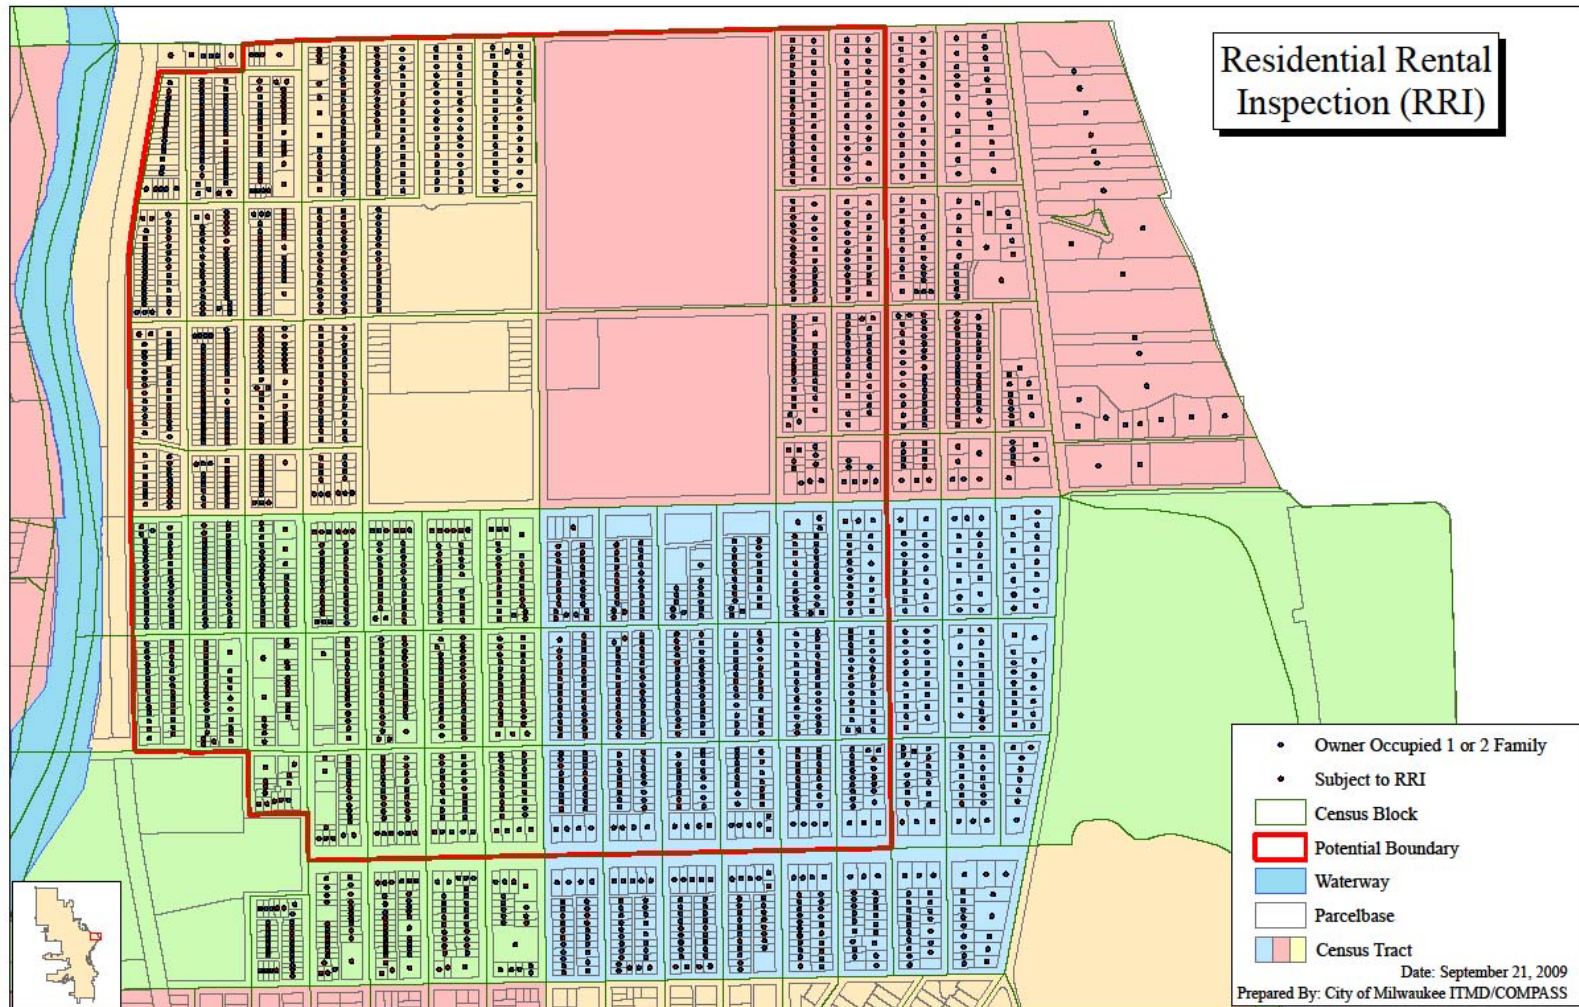 Residential Rental
Inspection (RRI)
Owner Occupied 1 or 2 Family
Subject to RRI
Census Block
Potential Boundary
Waterway
Parcelbase
Census Tract
Date: September 21, 2009
Prepared By: City of Milwaukee ITMD/COMPASS